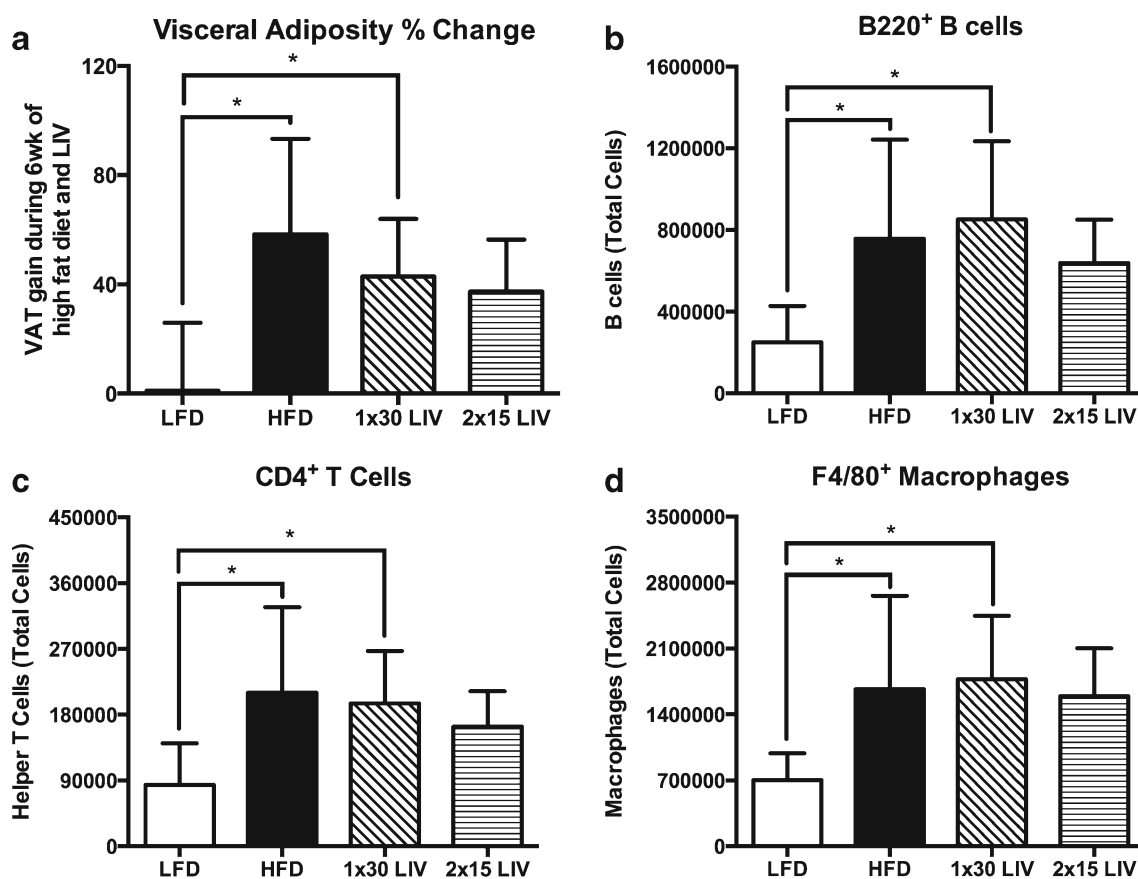 a
Visceral Adiposity % Change
VAT gain during 6wk of
high fat diet and LIV
120
80
40
0
*
*
LFD HFD 1x30 LIV 2x15 LIV
b
B220+ B cells
B cells (Total Cells)
1600000
1200000
800000
400000
0
*
*
LFD HFD 1x30 LIV 2x15 LIV
c
CD4+ T Cells
Helper T Cells (Total Cells)
450000
360000
270000
180000
90000
0
*
*
LFD HFD 1x30 LIV 2x15 LIV
d
F4/80+ Macrophages
Macrophages (Total Cells)
3500000
2800000
2100000
1400000
700000
0
*
*
LFD HFD 1x30 LIV 2x15 LIV